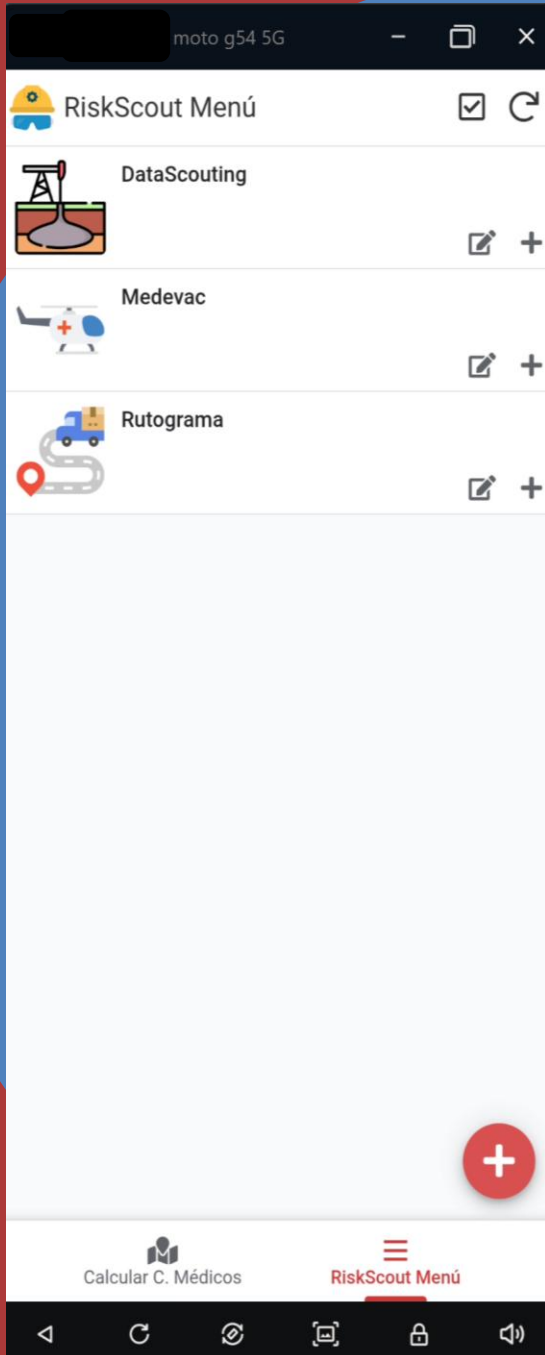 moto g54 5G
RiskScout Menú
DataScouting
Medevac
Rutograma
Calcular C. Médicos
RiskScout Menú